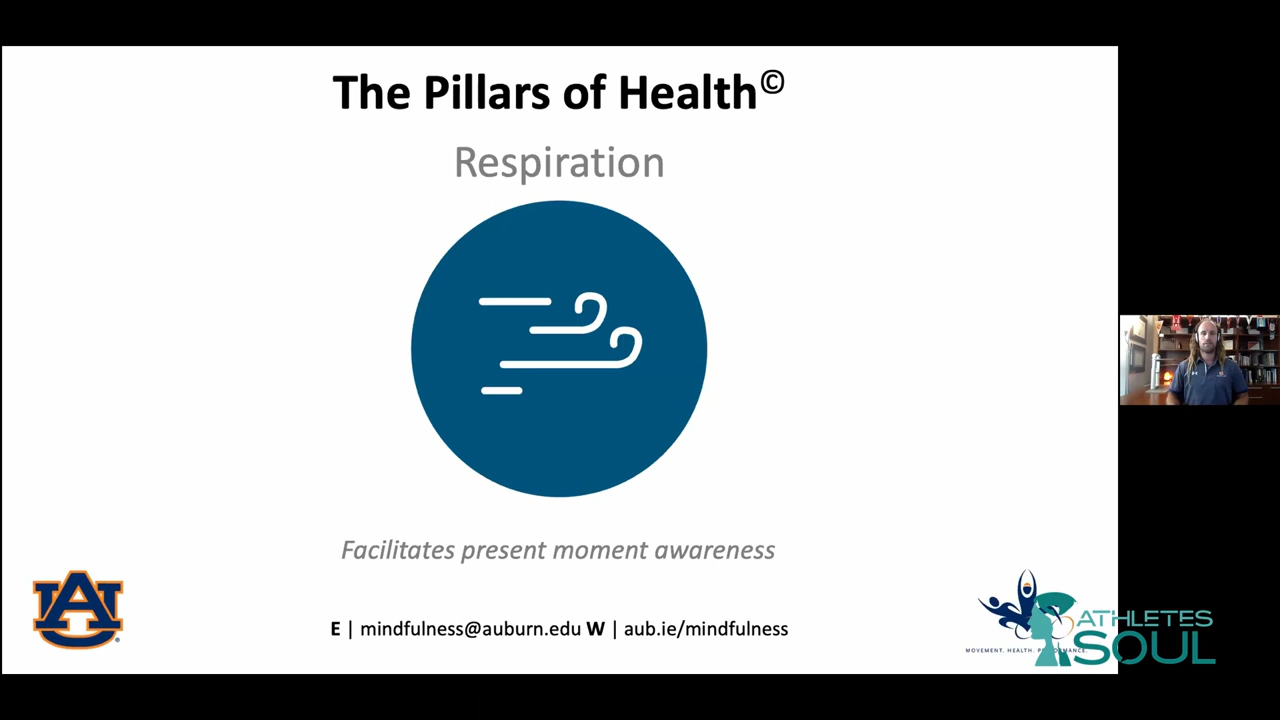 The Pillars of Health©
Respiration
Facilitates present moment awareness
E | mindfulness@auburn.edu W | aub.ie/mindfulness
AU
ATHLETES
SOUL
MOVEMENT. HEALTH.